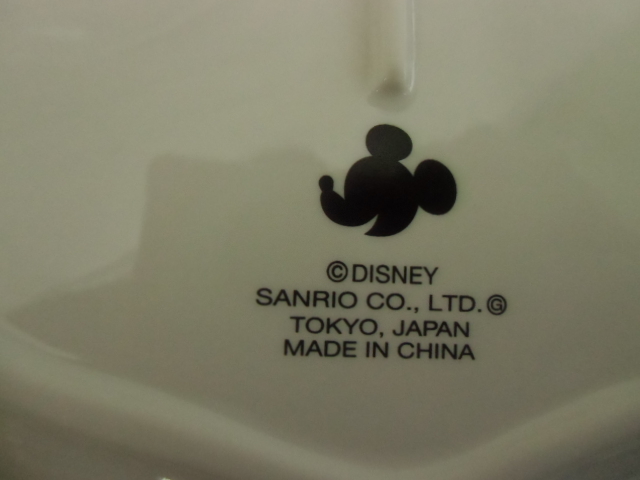 ©DISNEY
SANRIO CO., LTD.Ⓖ
TOKYO, JAPAN
MADE IN CHINA